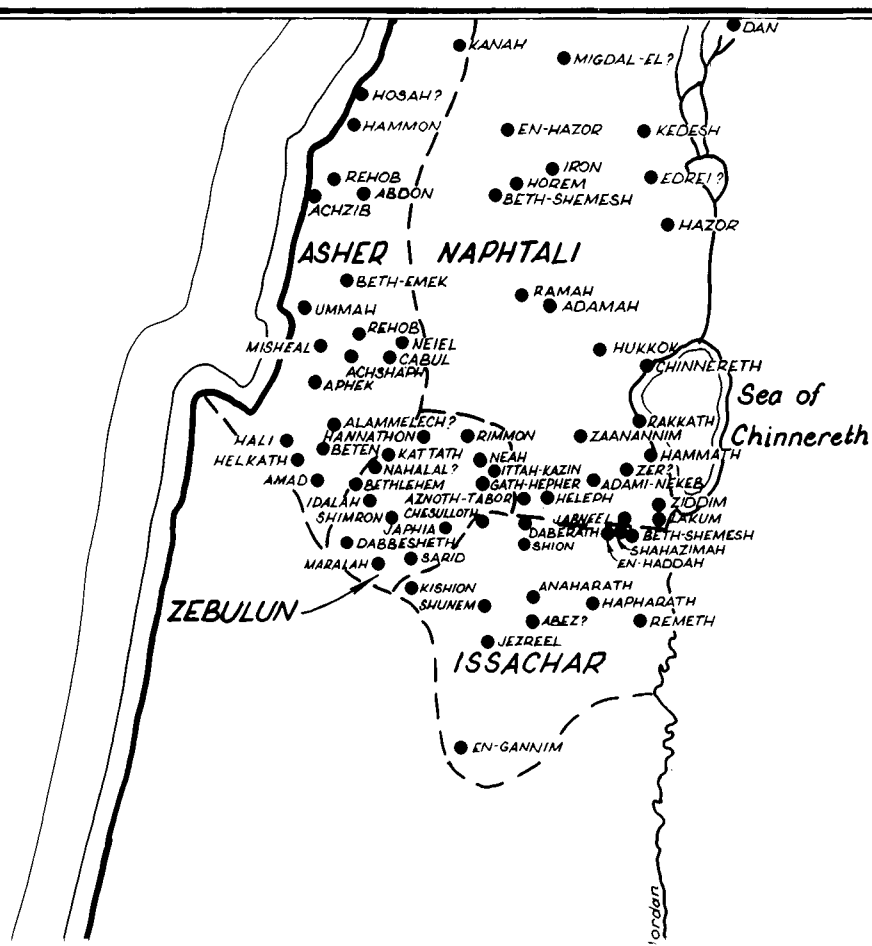 DAN
KANAH
MIGDAL-EL?
HOSAH?
HAMMON
EN-HAZOR
KEDESH
IRON
REHOB
HOREM
EDREI?
ABDON
BETH-SHEMESH
ACHZIB
HAZOR
ASHER
NAPHTALI
BETH-EMEK
RAMAH
UMMAH
ADAMAH
REHOB
MISHEAL
NEIEL
HUKKOK
CABUL
ACHSHAPH
CHINNERETH
APHEK
Sea of
Chinnereth
ALAMMELECH?
RAKKATH
HALI
HANNATHON
RIMMON
ZAANANNIM
BETEN
KATTATH
HAMMATH
HELKATH
NEAH
NAHALAL?
ITTAH-KAZIN
ZER?
AMAD
BETHLEHEM
GATH-HEPHER
ADAMI-NEKEB
IDALAH
AZNOTH-TABOR
HELEPH
ZIDDIM
CHESULLOTH
SHIMRON
JABNEEL
LAKUM
JAPHIA
DABERATH
BETH-SHEMESH
DABBESHETH
SHION
SHAHAZIMAH
MARALAH
SARID
EN-HADDAH
KISHION
ANAHARATH
ZEBULUN
SHUNEM
HAPHARATH
ABEZ?
REMETH
JEZREEL
ISSACHAR
EN-GANNIM
Jordan